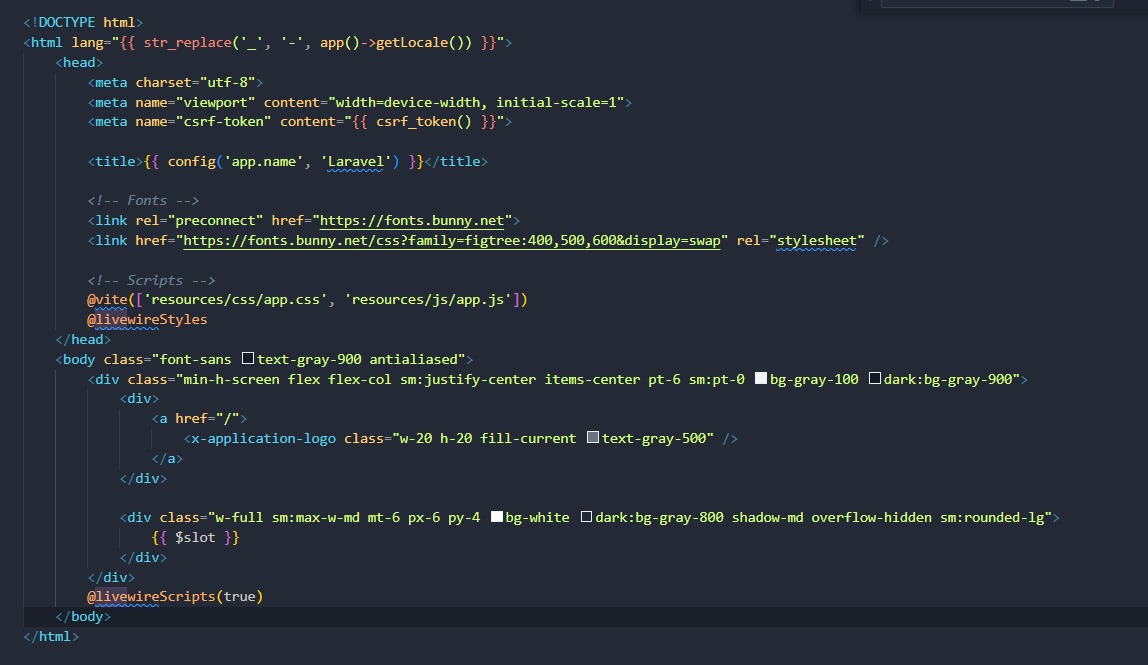 <!DOCTYPE html>
<html lang="{{ str_replace('_', '-', app()->getLocale()) }}">
<head>
<meta charset="utf-8">
<meta name="viewport" content="width=device-width, initial-scale=1">
<meta name="csrf-token" content="{{ csrf_token() }}">
<title>{{ config('app.name', 'Laravel') }}</title>
<!-- Fonts -->
<link rel="preconnect" href="https://fonts.bunny.net">
<link href="https://fonts.bunny.net/css?family=figtree:400,500,600&display=swap" rel="stylesheet" />
<!-- Scripts -->
@vite(['resources/css/app.css', 'resources/js/app.js'])
@livewireStyles
</head>
<body class="font-sans text-gray-900 antialiased">
<div class="min-h-screen flex flex-col sm:justify-center items-center pt-6 sm:pt-0 bg-gray-100 dark:bg-gray-900">
<div>
<a href="/">
<x-application-logo class="w-20 h-20 fill-current text-gray-500" />
</a>
</div>
<div class="w-full sm:max-w-md mt-6 px-6 py-4 bg-white dark:bg-gray-800 shadow-md overflow-hidden sm:rounded-lg">
{{ $slot }}
</div>
</div>
@livewireScripts(true)
</body>
</html>